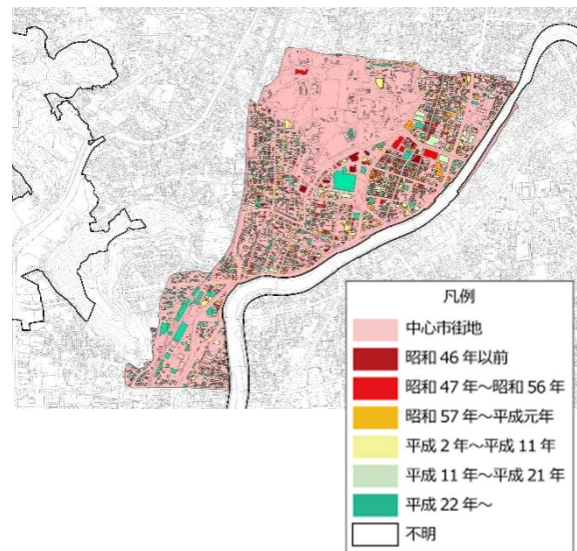 凡例
中心市街地
昭和 46 年以前
昭和 47 年～昭和 56 年
昭和 57 年～平成元年
平成 2 年～平成 11 年
平成 11 年～平成 21 年
平成 22 年～
不明